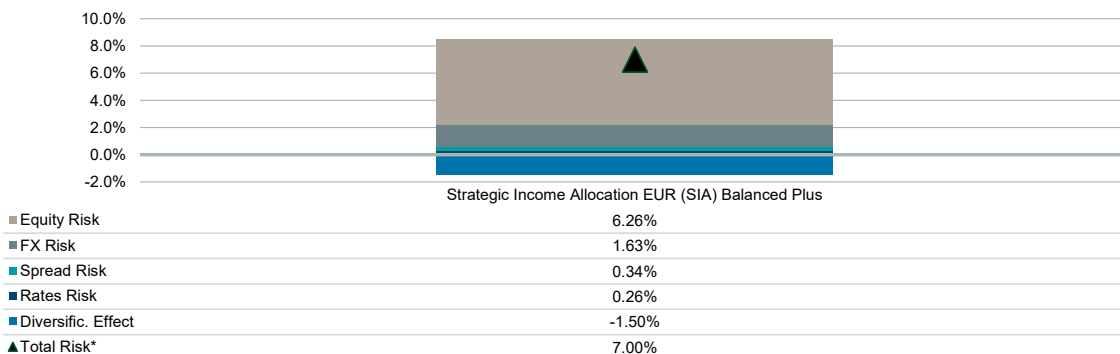 10.0%
8.0%
6.0%
4.0%
2.0%
0.0%
-2.0%
Strategic Income Allocation EUR (SIA) Balanced Plus
Equity Risk 6.26%
FX Risk 1.63%
Spread Risk 0.34%
Rates Risk 0.26%
Diversific. Effect -1.50%
Total Risk* 7.00%